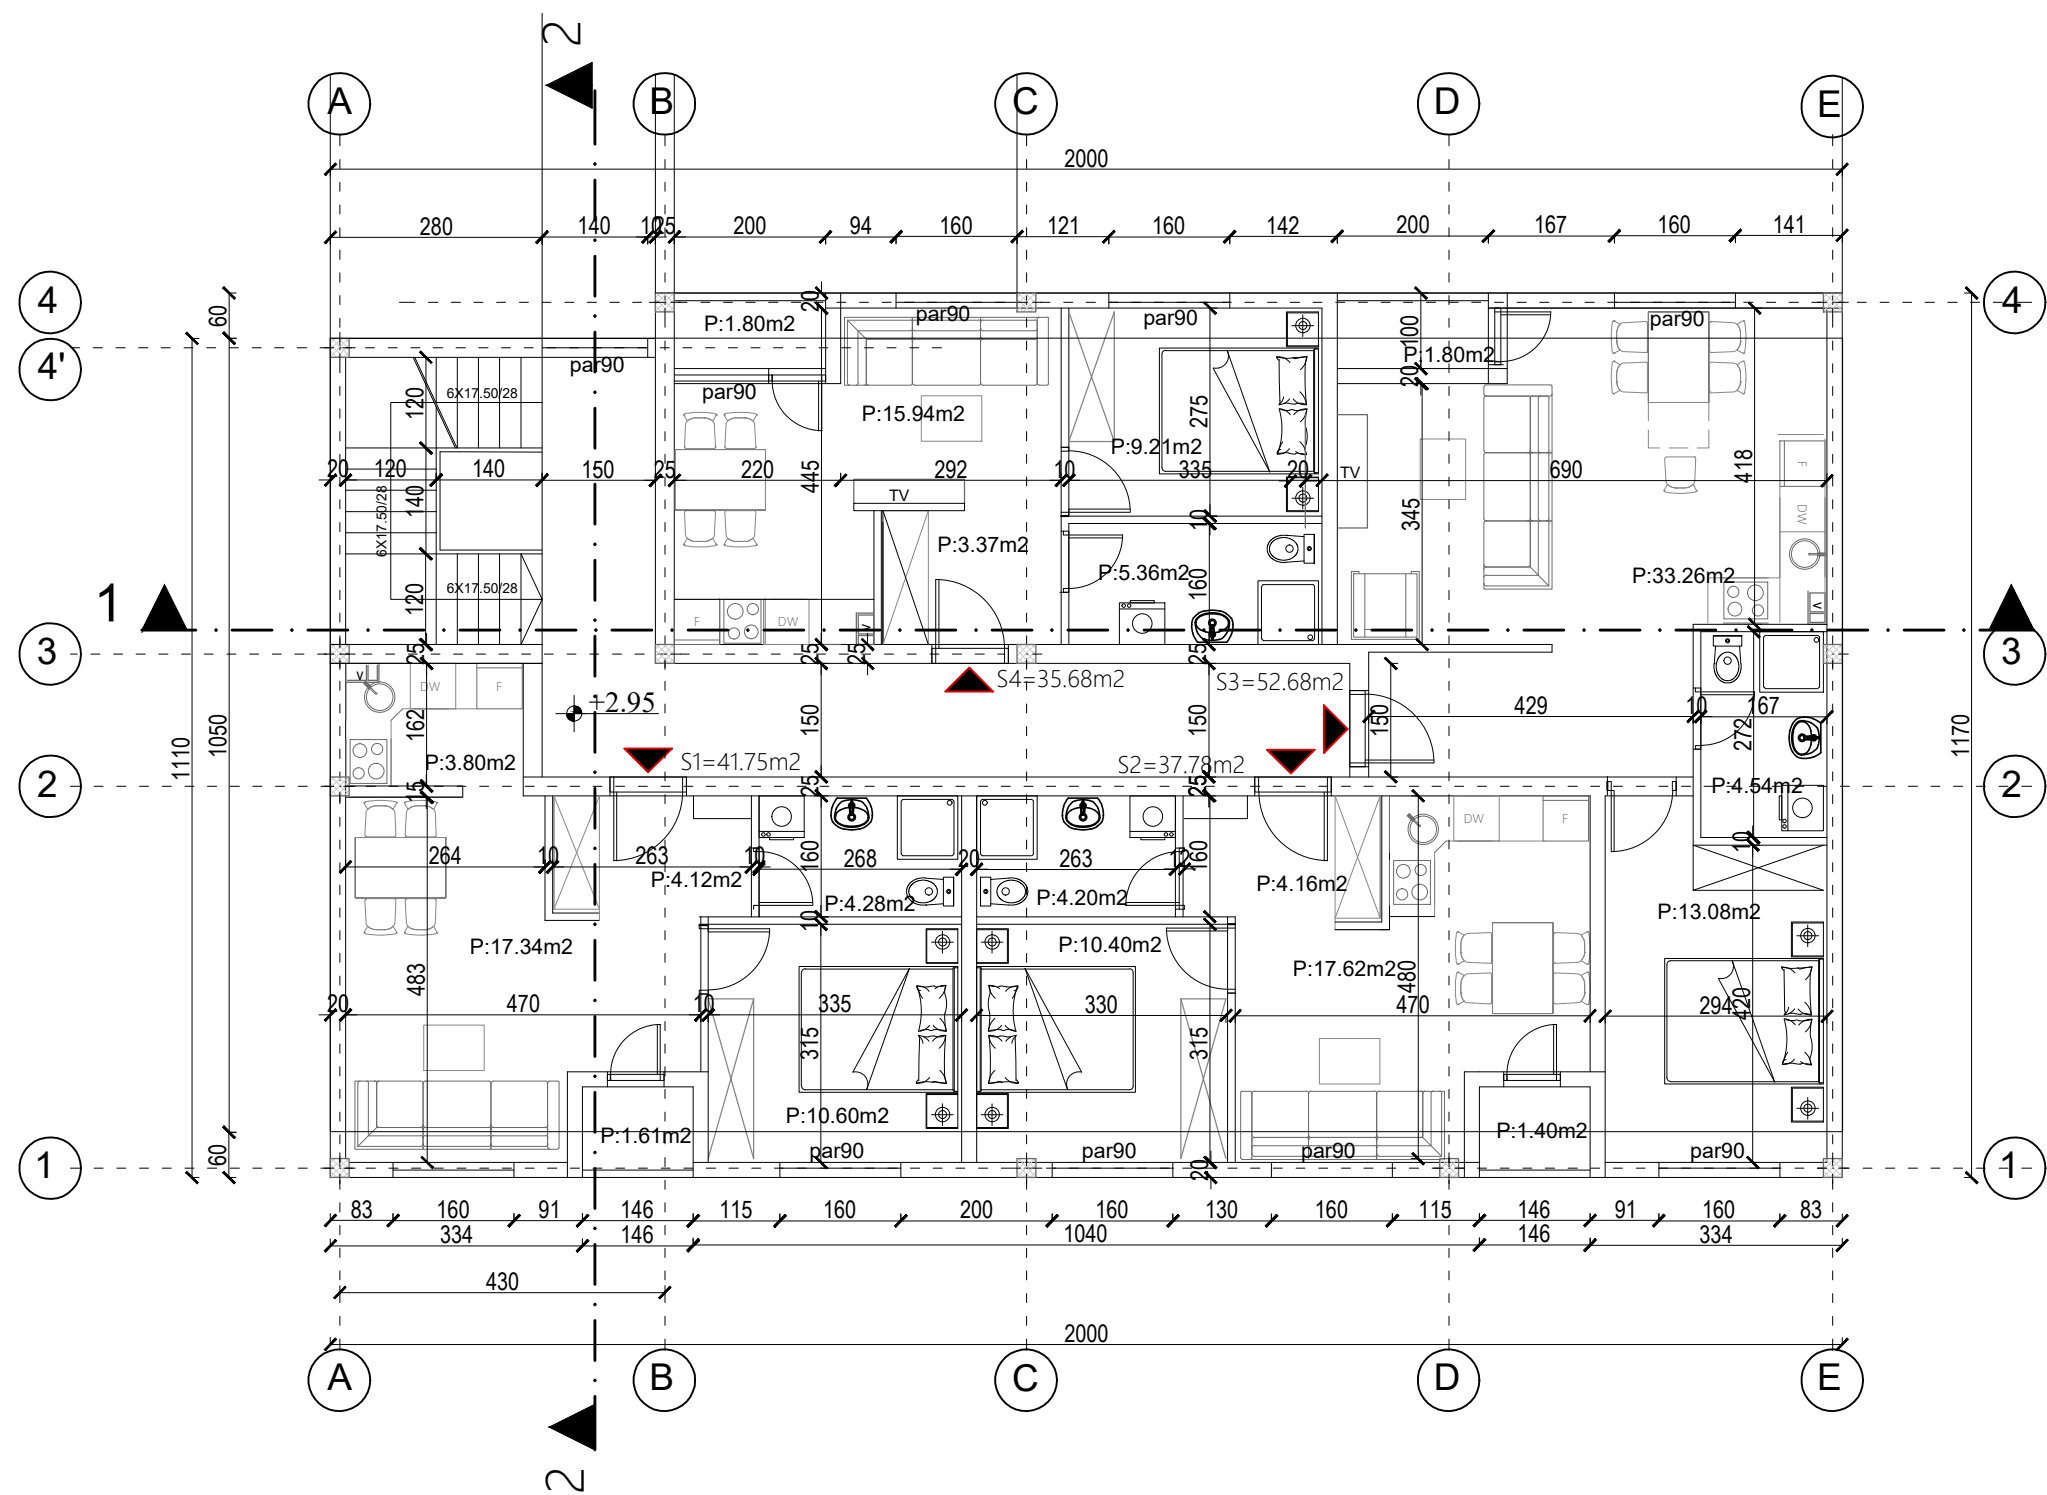 2
A B C D E
2000
280 140 10 25 200 94 160 121 160 142 200 167 160 141
4 60 20 P:1.80m2 par90 par90 100 par90 4
4' par90 P:1.80m2 20
par90
120 6X17.50/28 P:15.94m2 275 P:9.21m2
20 120 140 150 25 220 445 292 10 335 20 TV 690 418 F
TV
140 6X17.50/28 10 345 DW
P:3.37m2
P:5.36m2 160 P:33.26m2
120 6X17.50/28
1 F DW V V
3 25 25 25 25 3
V DW F S4=35.68m2 S3=52.68m2
+2.95
162 150 150 150 429 10 167 272
1110 1050 1170
P:3.80m2 S1=41.75m2 S2=37.78m2
2 15 25 25 P:4.54m2 2
DW F
264 10 263 10 160 268 20 263 12 160 10
P:4.12m2 P:4.28m2 P:4.20m2 P:4.16m2
10 P:13.08m2
P:17.34m2 P:10.40m2
483 P:17.62m2 480
20 470 10 335 330 470 294 420
315 315
P:10.60m2
P:1.61m2 P:1.40m2
60 par90 par90 par90 par90
1 20 1
83 160 91 146 115 160 200 160 130 160 115 146 91 160 83
334 146 1040 146 334
430
2000
A B C D E
2